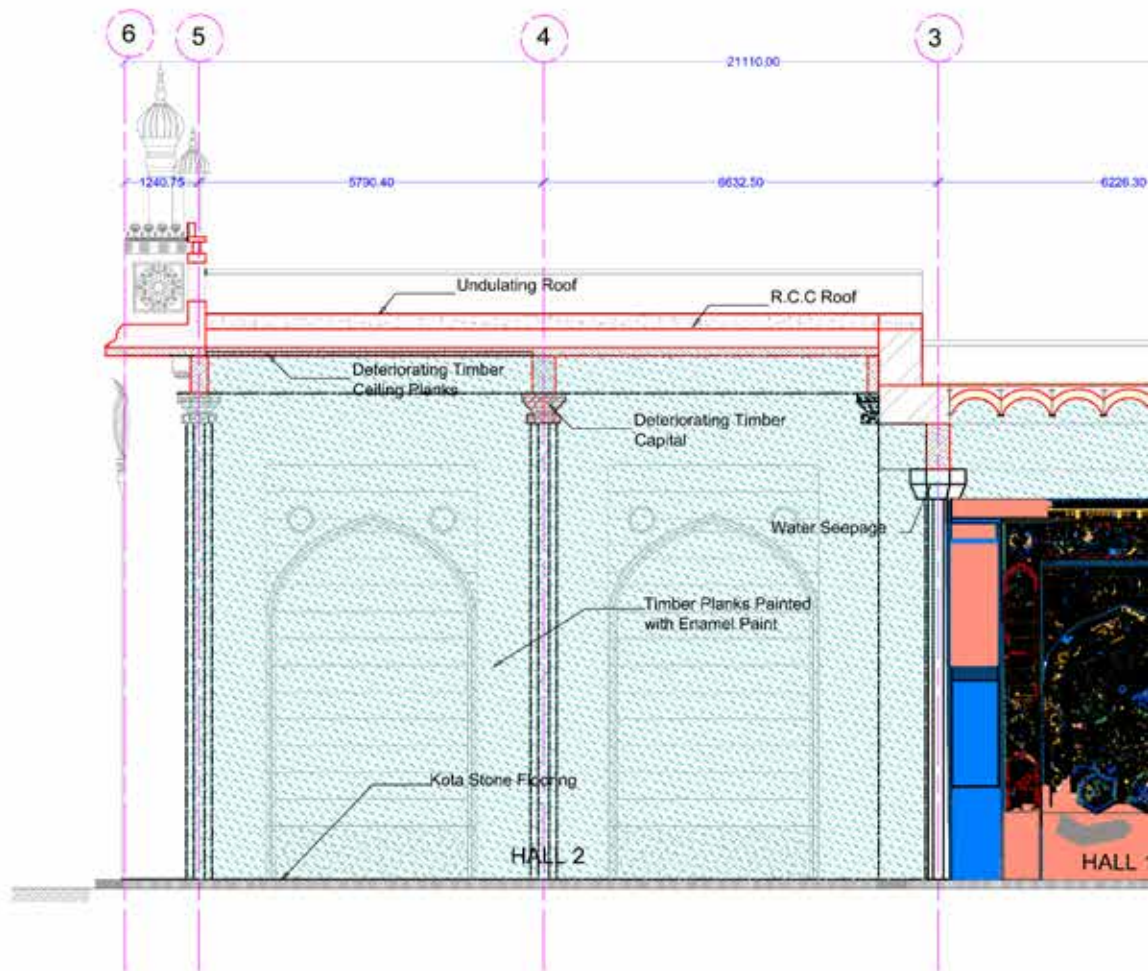 6
5
4
3
21110.00
1240.75
5790.40
6632.50
6226.30
Undulating Roof
R.C.C Roof
Deteriorating Timber
Ceiling Planks
Deteriorating Timber
Capital
Water Seepage
Timber Planks Painted
with Enamel Paint
Kota Stone Flooring
HALL 2
HALL